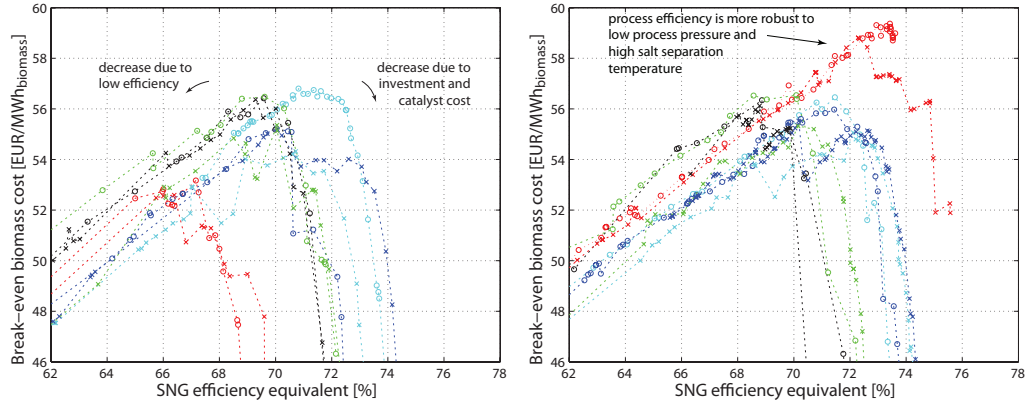 60
58
56
54
52
50
48
46
62 64 66 68 70 72 74 76 78
Break−even biomass cost [EUR/MWhbiomass]
SNG efficiency equivalent [%]
decrease due to
low efficiency
decrease due to
investment and
catalyst cost
60
58
56
54
52
50
48
46
62 64 66 68 70 72 74 76 78
Break−even biomass cost [EUR/MWhbiomass]
SNG efficiency equivalent [%]
process efficiency is more robust to
low process pressure and
high salt separation
temperature